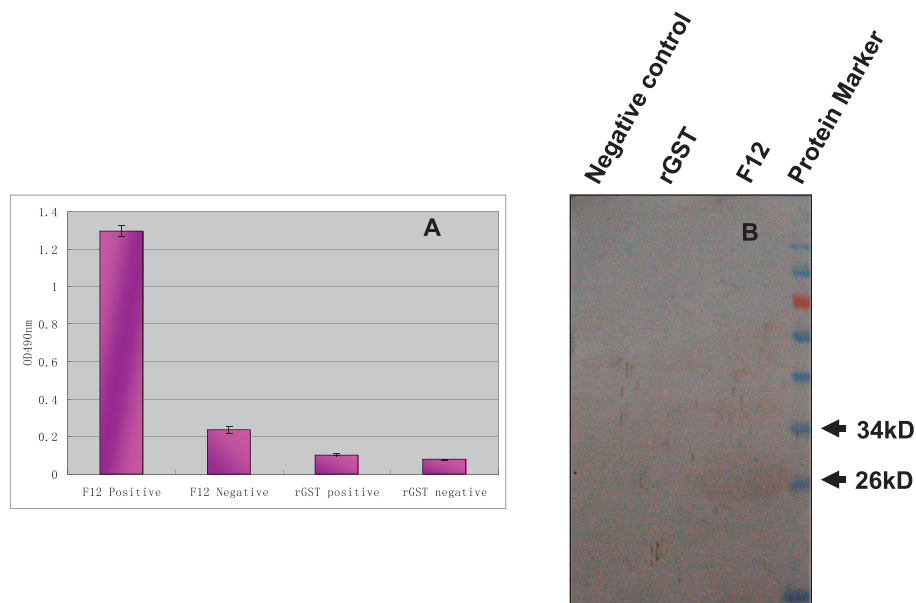 A
OD490nm
1.4
1.2
1
0.8
0.6
0.4
0.2
0
F12 Positive
F12 Negative
rGST positive
rGST negative
Negative control
rGST
F12
Protein Marker
B
34kD
26kD